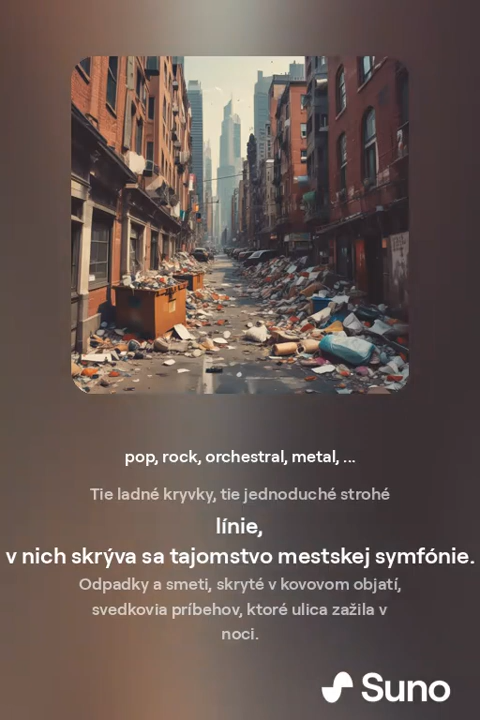 pop, rock, orchestral, metal, ...
Tie ladné kryvky, tie jednoduché strohé
línie,
v nich skrýva sa tajomstvo mestskej symfónie.
Odpadky a smeti, skryté v kovovom objatí,
svedkovia príbehov, ktoré ulica zažila v
noci.
Suno